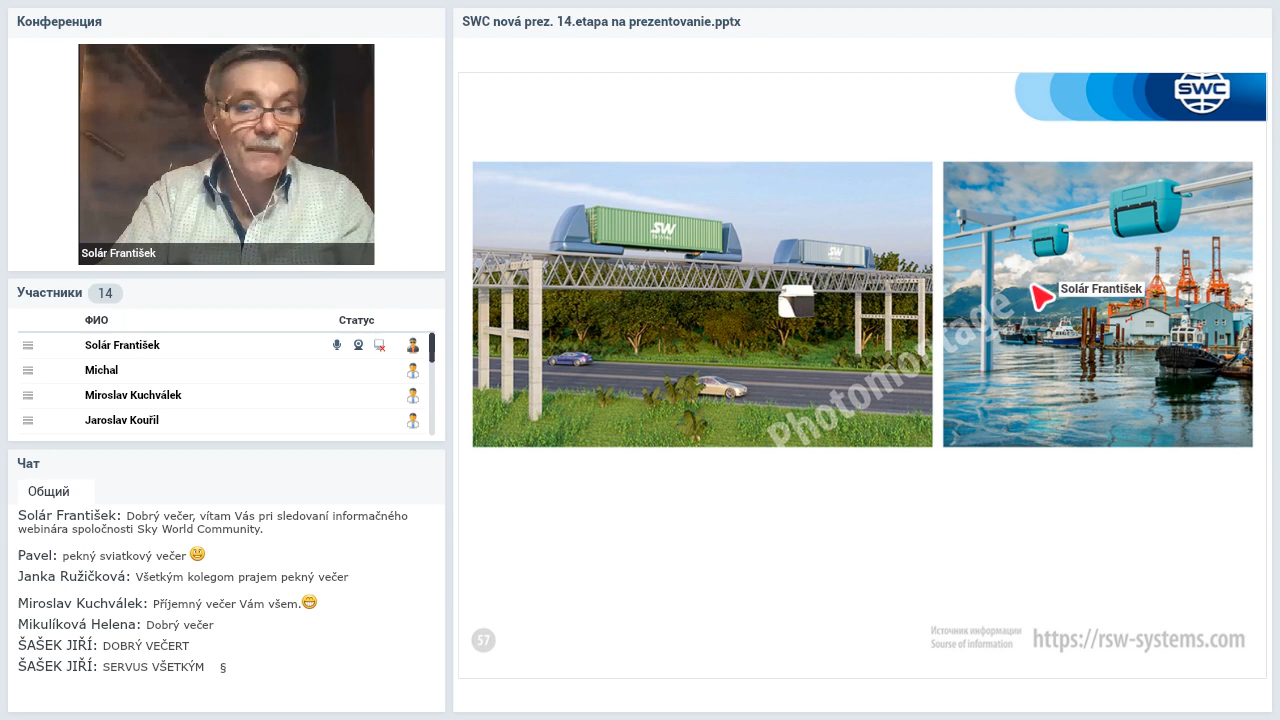 Конференция
Solár František
Участники 14
ФИО Статус
Solár František
Michal
Miroslav Kuchválek
Jaroslav Kouřil
Чат
Общий
Solár František: Dobrý večer, vítam Vás pri sledovaní informačného
webinára spoločnosti Sky World Community.
Pavel: pekný sviatkový večer
Janka Ružičková: Všetkým kolegom prajem pekný večer
Miroslav Kuchválek: Příjemný večer Vám všem.
Mikulíková Helena: Dobrý večer
ŠAŠEK JIŘÍ: DOBRÝ VEČERT
ŠAŠEK JIŘÍ: SERVUS VŠETKÝM §
SWC nová prez. 14.etapa na prezentovanie.pptx
SWC
SW
SW
Solár František
Photomontage
57
Источник информации
Sourse of information
https://rsw-systems.com